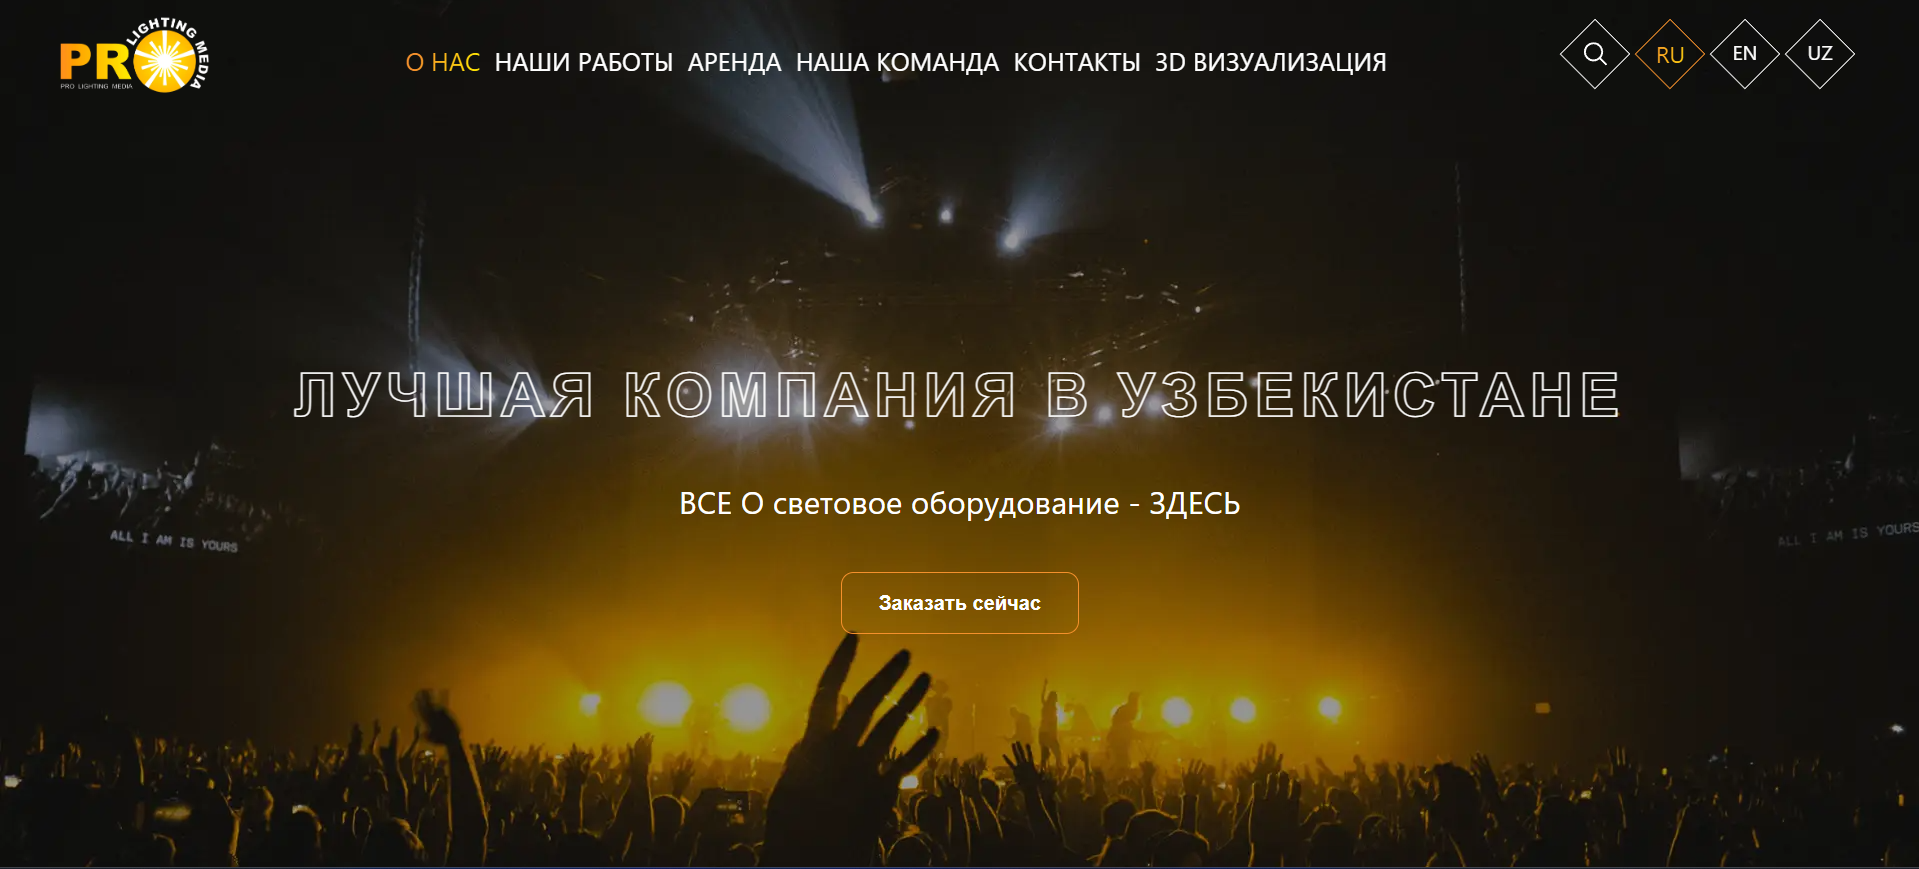 PRO LIGHTING MEDIA
PRO LIGHTING MEDIA
О НАС НАШИ РАБОТЫ АРЕНДА НАША КОМАНДА КОНТАКТЫ 3D ВИЗУАЛИЗАЦИЯ
RU EN UZ
ЛУЧШАЯ КОМПАНИЯ В УЗБЕКИСТАНЕ
ВСЕ О световое оборудование - ЗДЕСЬ
ALL I AM IS YOURS
ALL I AM IS YOURS
Заказать сейчас